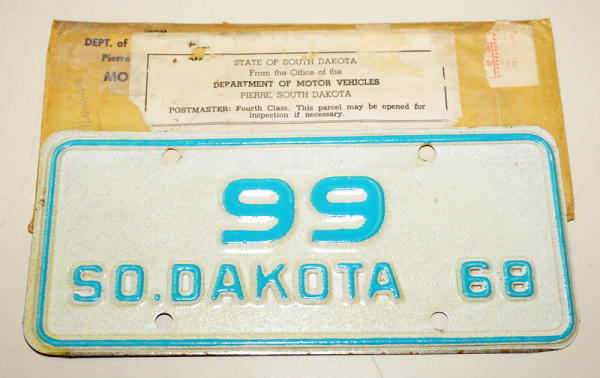 DEPT. of
Pierre
MO
STATE OF SOUTH DAKOTA
From the Office of the
DEPARTMENT OF MOTOR VEHICLES
PIERRE, SOUTH DAKOTA
POSTMASTER: Fourth Class. This parcel may be opened for
inspection if necessary.
99
SO.DAKOTA 68